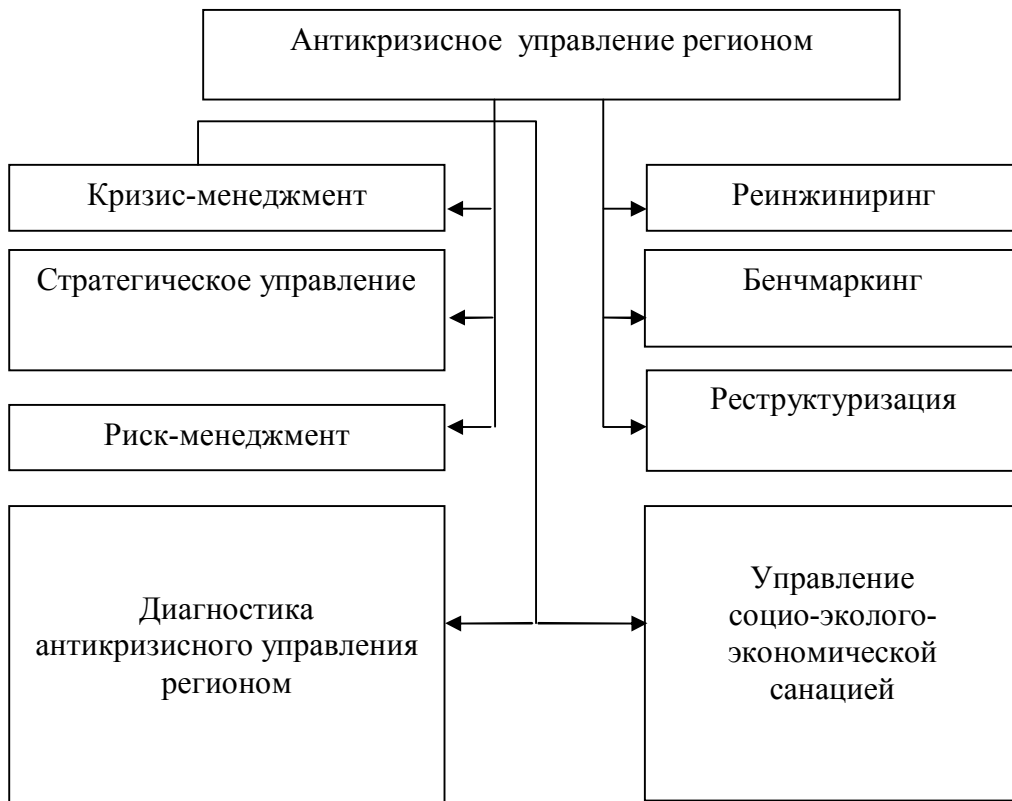 Антикризисное управление регионом
Кризис-менеджмент
Реинжиниринг
Стратегическое управление
Бенчмаркинг
Риск-менеджмент
Реструктуризация
Диагностика
антикризисного управления
регионом
Управление
социо-эколого-
экономической
санацией